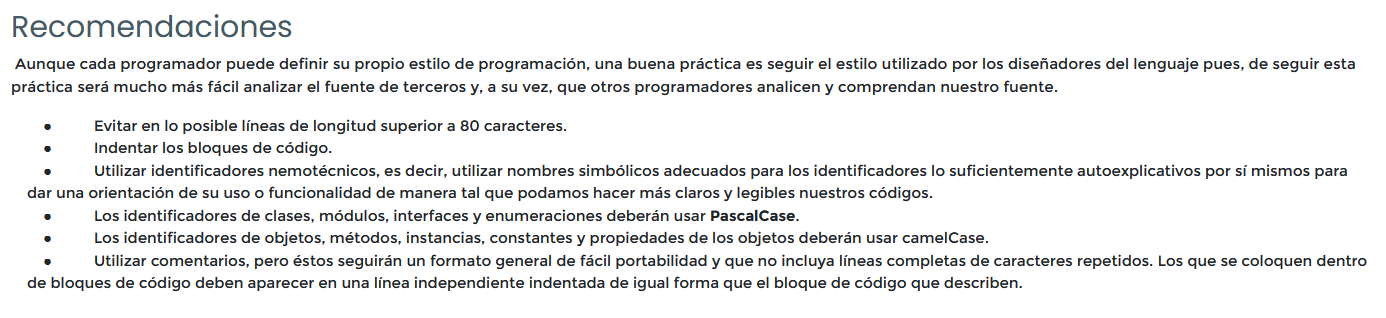 Recomendaciones
Aunque cada programador puede definir su propio estilo de programación, una buena práctica es seguir el estilo utilizado por los diseñadores del lenguaje pues, de seguir esta
práctica será mucho más fácil analizar el fuente de terceros y, a su vez, que otros programadores analicen y comprendan nuestro fuente.
• Evitar en lo posible líneas de longitud superior a 80 caracteres.
• Indentar los bloques de código.
• Utilizar identificadores nemotécnicos, es decir, utilizar nombres simbólicos adecuados para los identificadores lo suficientemente autoexplicativos por sí mismos para
dar una orientación de su uso o funcionalidad de manera tal que podamos hacer más claros y legibles nuestros códigos.
• Los identificadores de clases, módulos, interfaces y enumeraciones deberán usar PascalCase.
• Los identificadores de objetos, métodos, instancias, constantes y propiedades de los objetos deberán usar camelCase.
• Utilizar comentarios, pero éstos seguirán un formato general de fácil portabilidad y que no incluya líneas completas de caracteres repetidos. Los que se coloquen dentro
de bloques de código deben aparecer en una línea independiente indentada de igual forma que el bloque de código que describen.